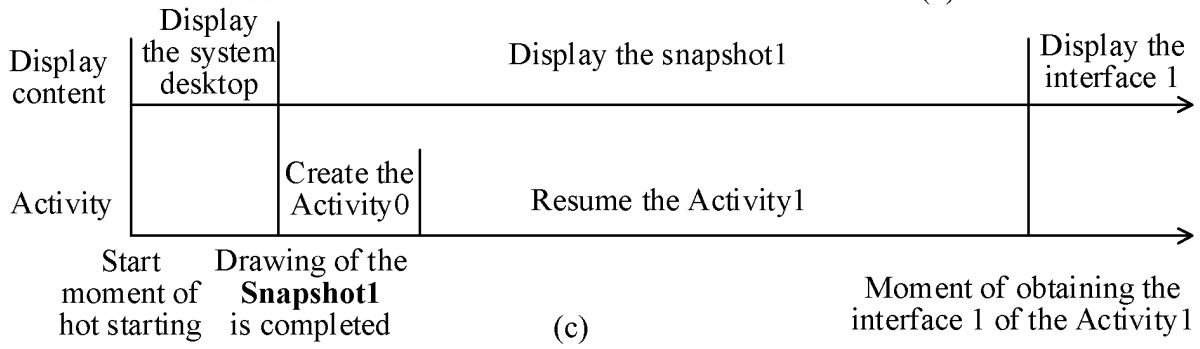 Display
content
Display
the system
desktop
Display the snapshot1
Display the
interface 1
Activity
Create the
Activity0
Resume the Activity1
Start
moment of
hot starting
Drawing of the
Snapshot1
is completed
(c)
Moment of obtaining the
interface 1 of the Activity1